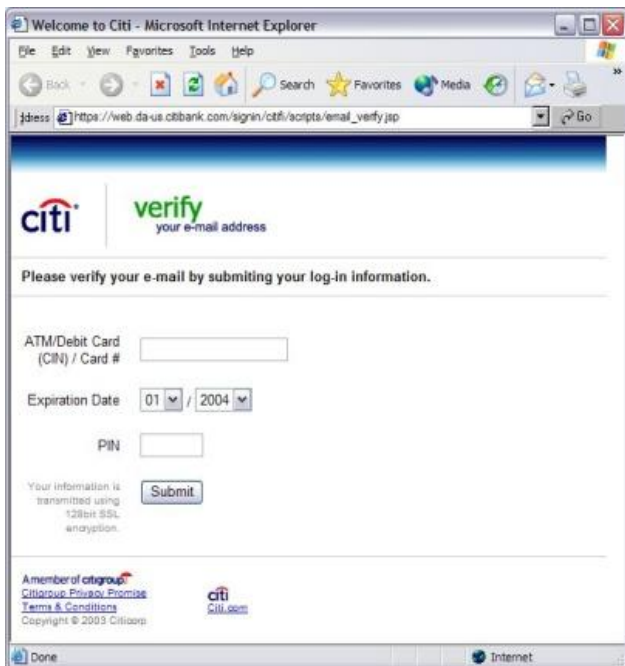 Welcome to Citi - Microsoft Internet Explorer
File Edit View Favorites Tools Help
Back Search Favorites Media »
Address https://web.da-us.citibank.com/signin/citifi/scripts/email_verify.jsp Go
citi verify
your e-mail address
Please verify your e-mail by submiting your log-in information.
ATM/Debit Card
(CIN) / Card #
Expiration Date 01 / 2004
PIN
Your information is
transmitted using
128bit SSL
encryption.
Submit
A member of citigroup
Citigroup Privacy Promise
Terms & Conditions
Copyright © 2003 Citicorp
citi
Citi.com
Done Internet